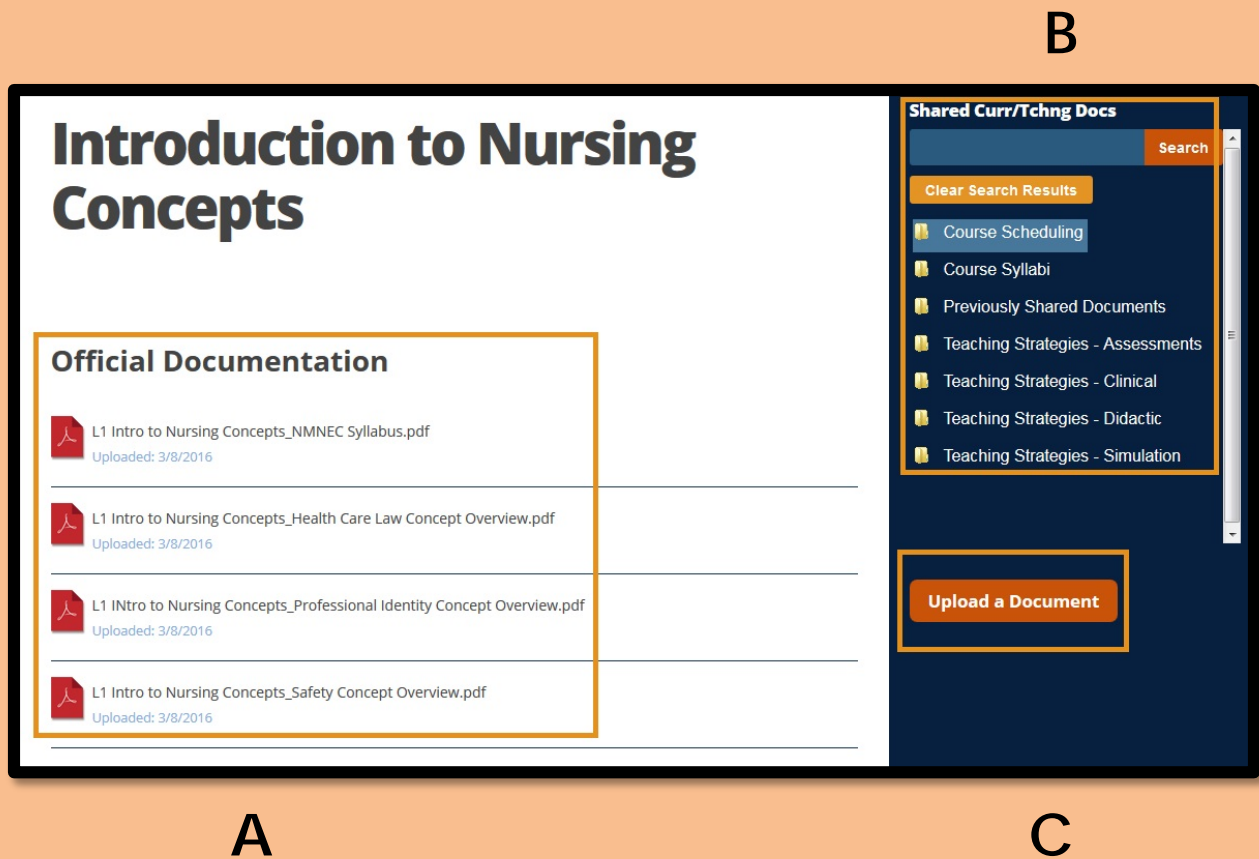 B
Introduction to Nursing
Concepts
Official Documentation
L1 Intro to Nursing Concepts_NMNEC Syllabus.pdf
Uploaded: 3/8/2016
L1 Intro to Nursing Concepts_Health Care Law Concept Overview.pdf
Uploaded: 3/8/2016
L1 INtro to Nursing Concepts_Professional Identity Concept Overview.pdf
Uploaded: 3/8/2016
L1 Intro to Nursing Concepts_Safety Concept Overview.pdf
Uploaded: 3/8/2016
Shared Curr/Tchng Docs
Search
Clear Search Results
Course Scheduling
Course Syllabi
Previously Shared Documents
Teaching Strategies - Assessments
Teaching Strategies - Clinical
Teaching Strategies - Didactic
Teaching Strategies - Simulation
Upload a Document
A
C